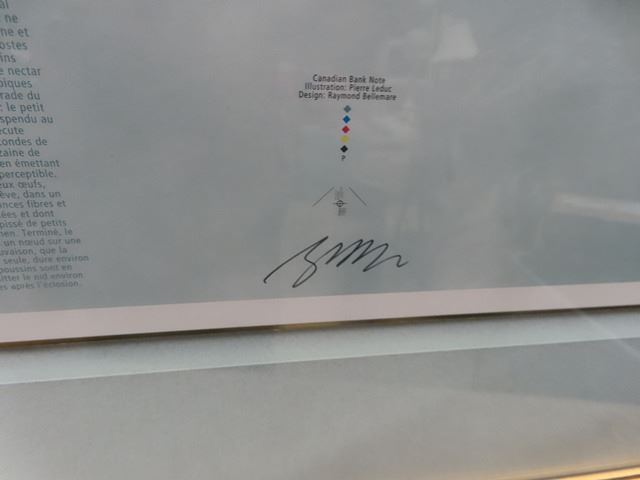 ne
ne et
ostes
ins
e nectar
oiques
rade du
: le petit
spendu au
écute
condes de
zaine de
en émettant
perceptible.
eux œufs,
ève, dans un
nces fibres et
ées et dont
pissé de petits
hen. Terminé, le
un nœud sur une
uvaison, que la
seule, dure environ
poussins sont en
itter le nid environ
es après l'éclosion.
Canadian Bank Note
Illustration: Pierre Leduc
Design: Raymond Bellemare
P